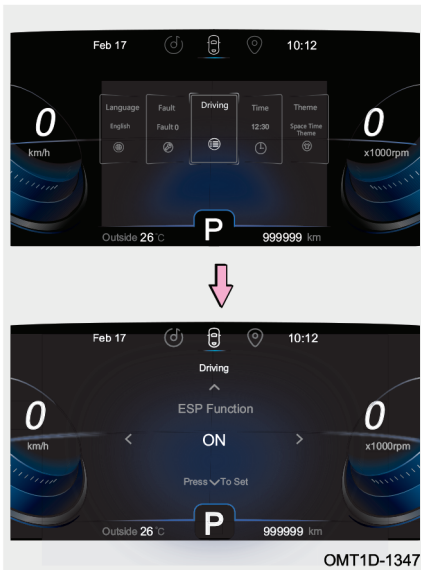 Feb 17 10:12
Language Fault Driving Time Theme
English Fault 0 12:30 Space Time
Theme
0 0
km/h x1000rpm
Outside 26°C P 999999 km
Feb 17 10:12
Driving
ESP Function
0 ON 0
km/h x1000rpm
Press To Set
Outside 26°C P 999999 km
OMT1D-1347